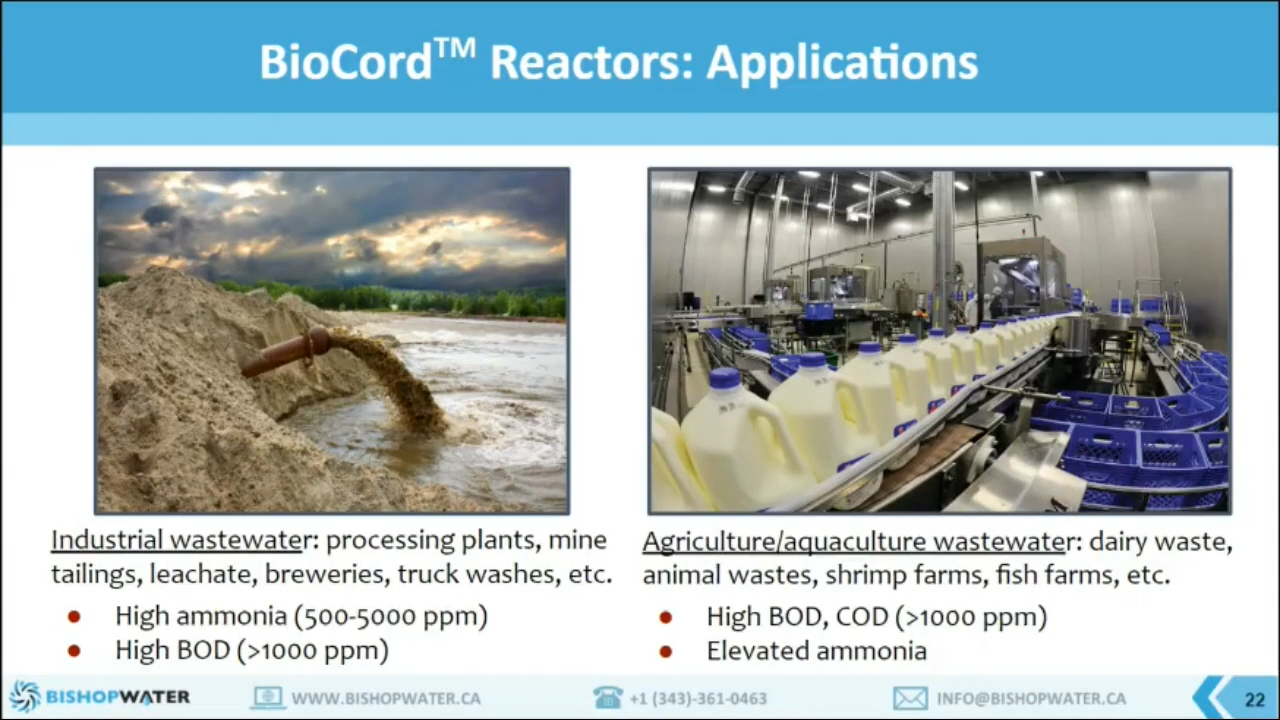 BioCord™ Reactors: Applications
Industrial wastewater: processing plants, mine
tailings, leachate, breweries, truck washes, etc.
● High ammonia (500-5000 ppm)
● High BOD (>1000 ppm)
Agriculture/aquaculture wastewater: dairy waste,
animal wastes, shrimp farms, fish farms, etc.
● High BOD, COD (>1000 ppm)
● Elevated ammonia
BISHOPWATER
WWW.BISHOPWATER.CA
+1 (343)-361-0463
INFO@BISHOPWATER.CA
22